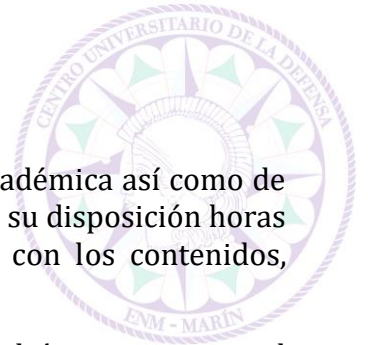 CENTRO UNIVERSITARIO DE LA DEFENSA
adémica así como de
su disposición horas
con los contenidos,
ENM - MARÍN